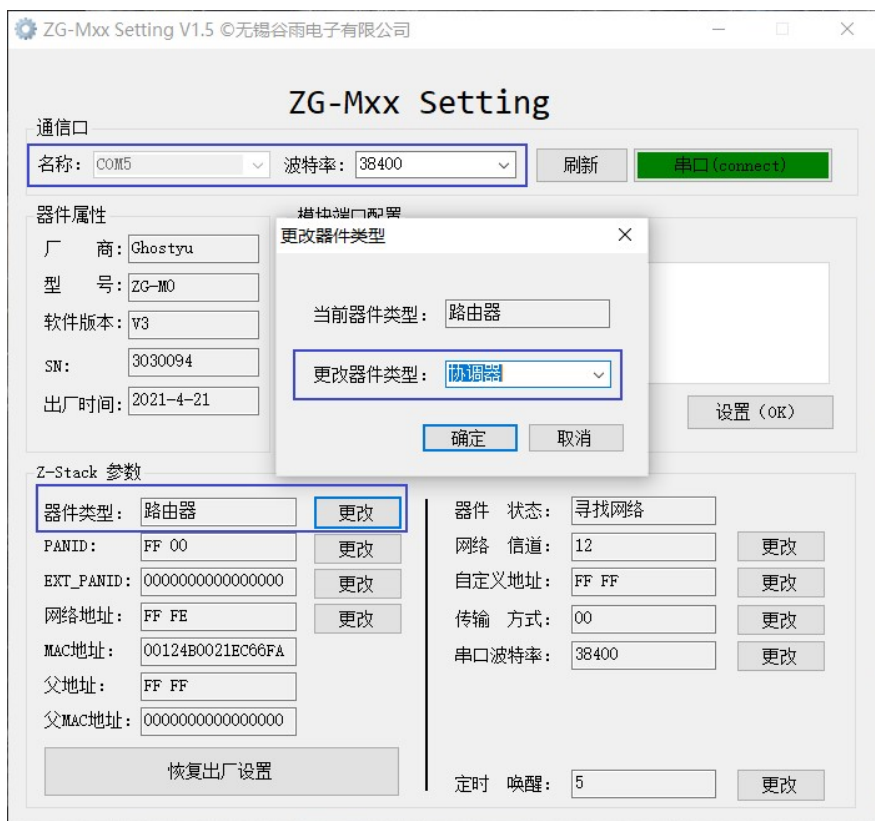 ZG-Mxx Setting V1.5 ©无锡谷雨电子有限公司
ZG-Mxx Setting
通信口
名称: COM5 波特率: 38400 刷新 串口(connect)
器件属性 模块端口配置
厂 商: Ghostyu
型 号: ZG-M0
软件版本: V3
SN: 3030094
出厂时间: 2021-4-21
更改器件类型
当前器件类型: 路由器
更改器件类型: 协调器
确定 取消
设置 (OK)
Z-Stack 参数
器件类型: 路由器 更改
PANID: FF 00 更改
EXT_PANID: 0000000000000000 更改
网络地址: FF FE 更改
MAC地址: 00124B0021EC66FA
父地址: FF FF
父MAC地址: 0000000000000000
恢复出厂设置
器件 状态: 寻找网络
网络 信道: 12 更改
自定义地址: FF FF 更改
传输 方式: 00 更改
串口波特率: 38400 更改
定时 唤醒: 5 更改